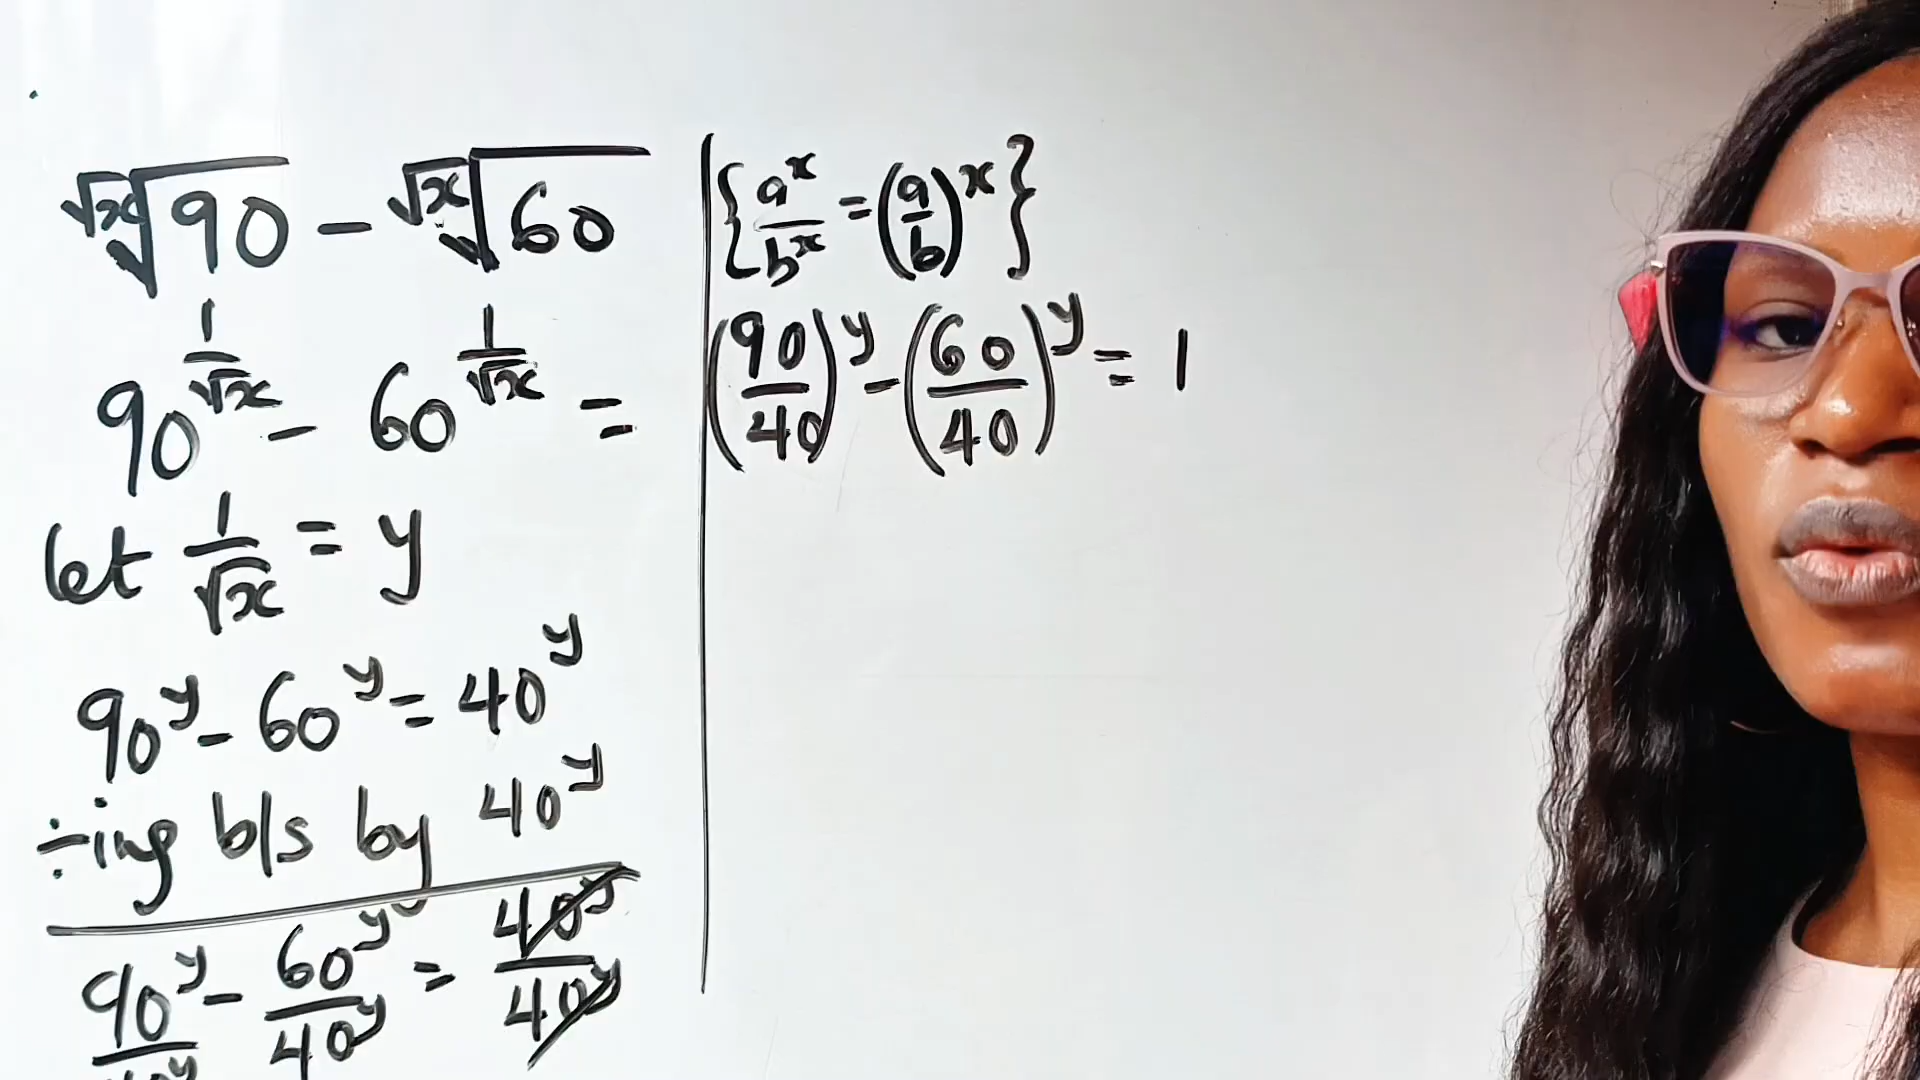 √x√90 − √x√60
90^(1/√x) − 60^(1/√x) =
let 1/√x = y
90^y − 60^y = 40^y
÷ing b/s by 40^y
90^y/40^y − 60^y/40^y = 40^y/40^y
{a^x/b^x = (a/b)^x}
(90/40)^y − (60/40)^y = 1